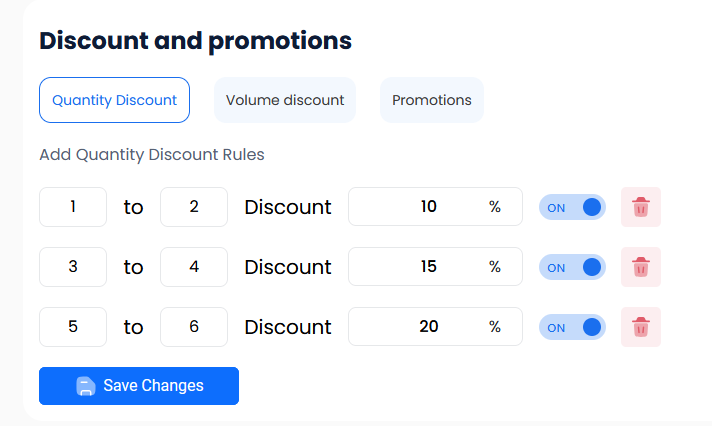 Discount and promotions
Quantity Discount Volume discount Promotions
Add Quantity Discount Rules
1 to 2 Discount 10 % ON
3 to 4 Discount 15 % ON
5 to 6 Discount 20 % ON
Save Changes